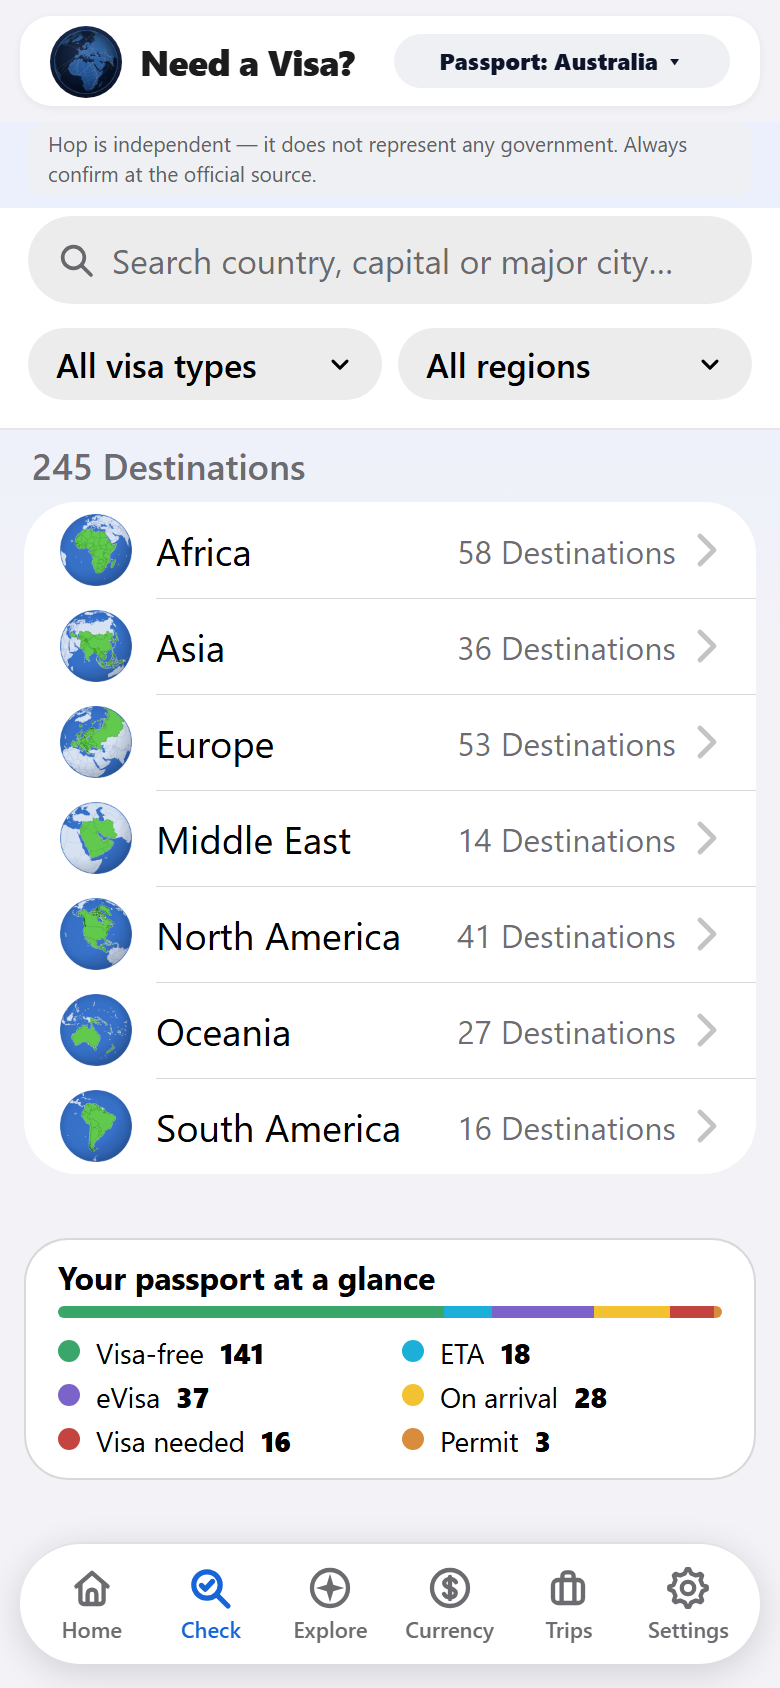 Need a Visa?
Passport: Australia
Hop is independent — it does not represent any government. Always
confirm at the official source.
Search country, capital or major city...
All visa types
All regions
245 Destinations
Africa 58 Destinations
Asia 36 Destinations
Europe 53 Destinations
Middle East 14 Destinations
North America 41 Destinations
Oceania 27 Destinations
South America 16 Destinations
Your passport at a glance
Visa-free 141 ETA 18
eVisa 37 On arrival 28
Visa needed 16 Permit 3
Home Check Explore Currency Trips Settings